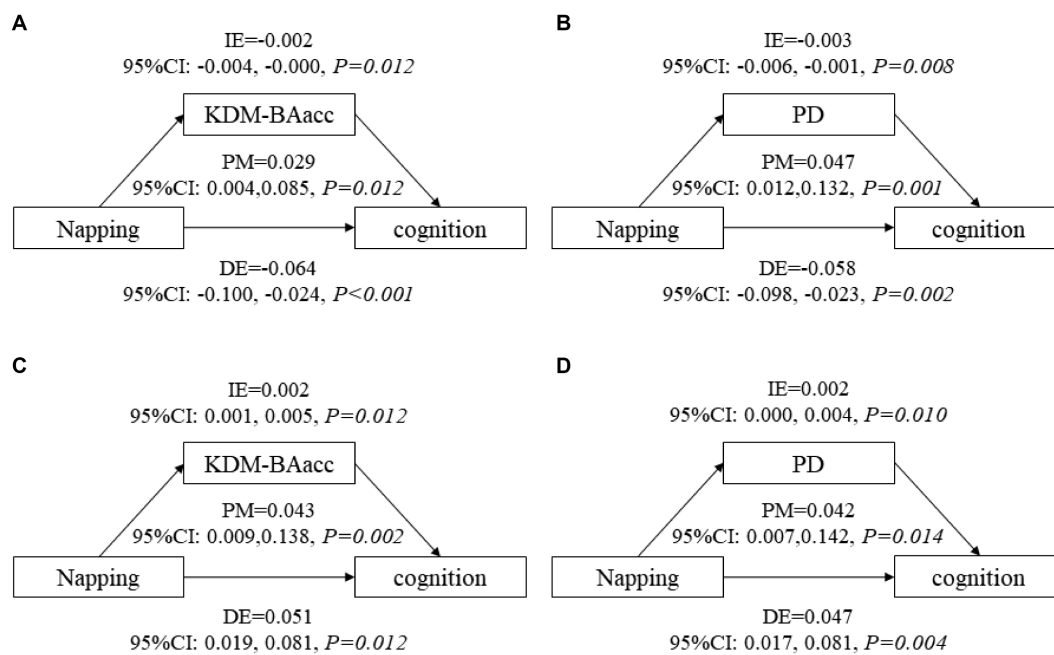 A
IE=-0.002
95%CI: -0.004, -0.000, P=0.012
KDM-BAacc
PM=0.029
95%CI: 0.004,0.085, P=0.012
Napping
cognition
DE=-0.064
95%CI: -0.100, -0.024, P<0.001
B
IE=-0.003
95%CI: -0.006, -0.001, P=0.008
PD
PM=0.047
95%CI: 0.012,0.132, P=0.001
Napping
cognition
DE=-0.058
95%CI: -0.098, -0.023, P=0.002
C
IE=0.002
95%CI: 0.001, 0.005, P=0.012
KDM-BAacc
PM=0.043
95%CI: 0.009,0.138, P=0.002
Napping
cognition
DE=0.051
95%CI: 0.019, 0.081, P=0.012
D
IE=0.002
95%CI: 0.000, 0.004, P=0.010
PD
PM=0.042
95%CI: 0.007,0.142, P=0.014
Napping
cognition
DE=0.047
95%CI: 0.017, 0.081, P=0.004